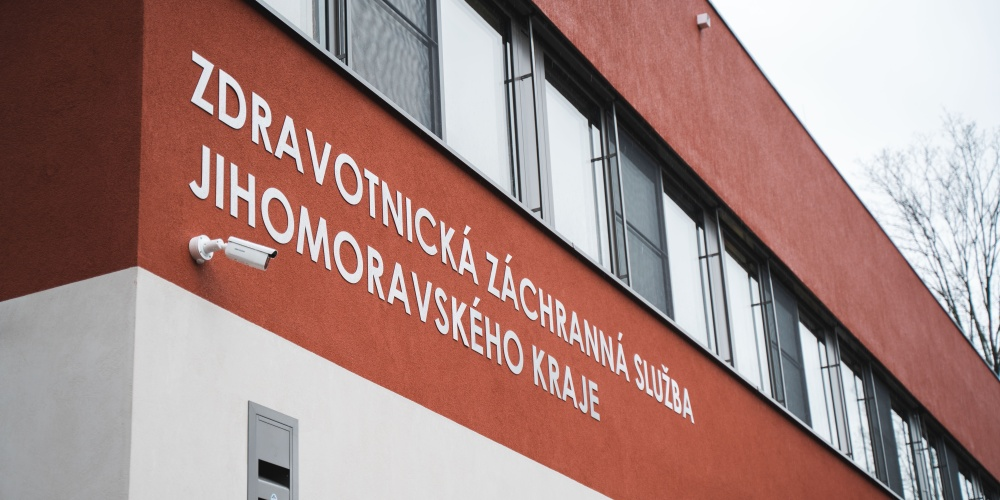 ZDRAVOTNICKÁ ZÁCHRANNÁ SLUŽBA
JIHOMORAVSKÉHO KRAJE